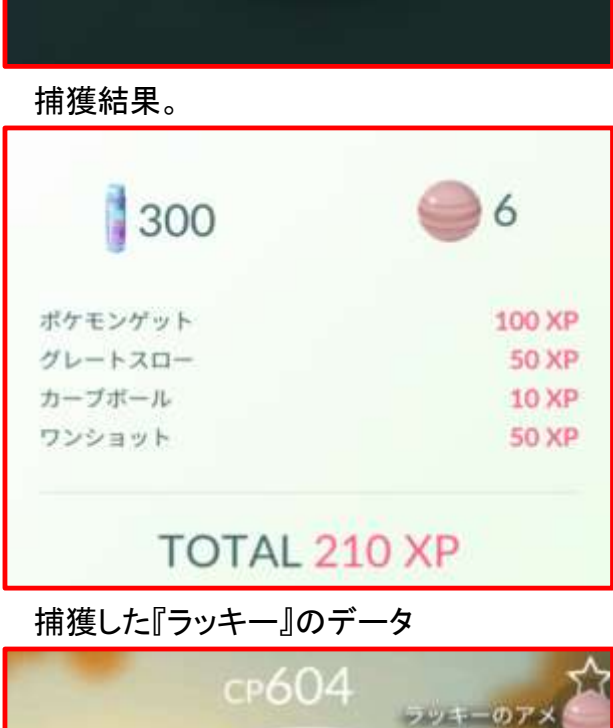 捕獲結果。
300 6
ポケモンゲット 100 XP
グレートスロー 50 XP
カーブボール 10 XP
ワンショット 50 XP
TOTAL 210 XP
捕獲した『ラッキー』のデータ
CP604
ラッキーのアメ